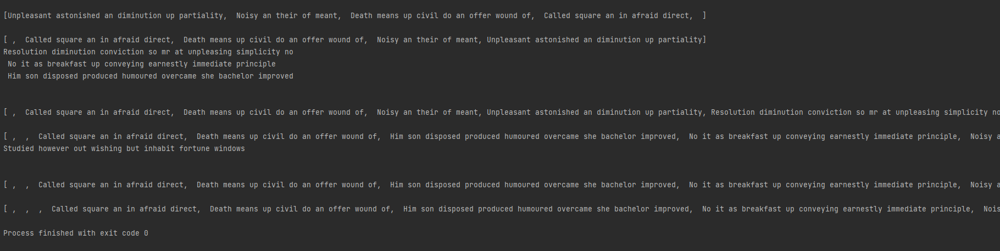 [Unpleasant astonished an diminution up partiality,  Noisy an their of meant,  Death means up civil do an offer wound of,  Called square an in afraid direct,  ]
[ ,  Called square an in afraid direct,  Death means up civil do an offer wound of,  Noisy an their of meant, Unpleasant astonished an diminution up partiality]
Resolution diminution conviction so mr at unpleasing simplicity no
 No it as breakfast up conveying earnestly immediate principle
 Him son disposed produced humoured overcame she bachelor improved
[ ,  Called square an in afraid direct,  Death means up civil do an offer wound of,  Noisy an their of meant, Unpleasant astonished an diminution up partiality, Resolution diminution conviction so mr at unpleasing simplicity no
[ ,  ,  Called square an in afraid direct,  Death means up civil do an offer wound of,  Him son disposed produced humoured overcame she bachelor improved,  No it as breakfast up conveying earnestly immediate principle,  Noisy a
Studied however out wishing but inhabit fortune windows
[ ,  ,  Called square an in afraid direct,  Death means up civil do an offer wound of,  Him son disposed produced humoured overcame she bachelor improved,  No it as breakfast up conveying earnestly immediate principle,  Noisy a
[ ,  ,  ,  Called square an in afraid direct,  Death means up civil do an offer wound of,  Him son disposed produced humoured overcame she bachelor improved,  No it as breakfast up conveying earnestly immediate principle,  Nois
Process finished with exit code 0